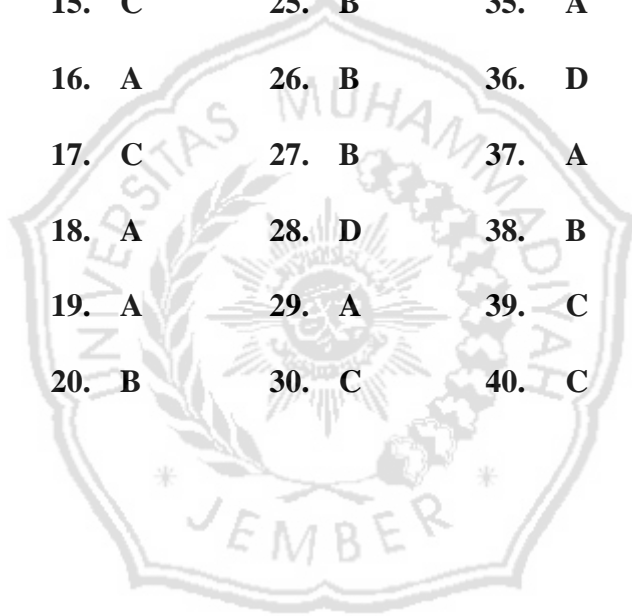 15. C 25. B 35. A
16. A 26. B 36. D
17. C 27. B 37. A
18. A 28. D 38. B
19. A 29. A 39. C
20. B 30. C 40. C
UNIVERSITAS MUHAMMADIYAH
JEMBER